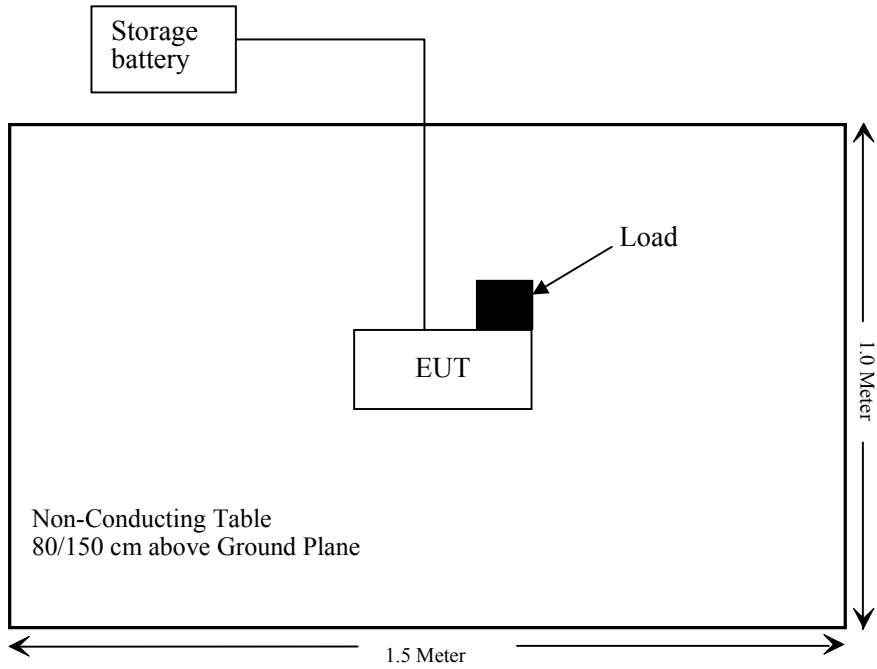 Storage
battery
Load
EUT
1.0 Meter
Non-Conducting Table
80/150 cm above Ground Plane
1.5 Meter